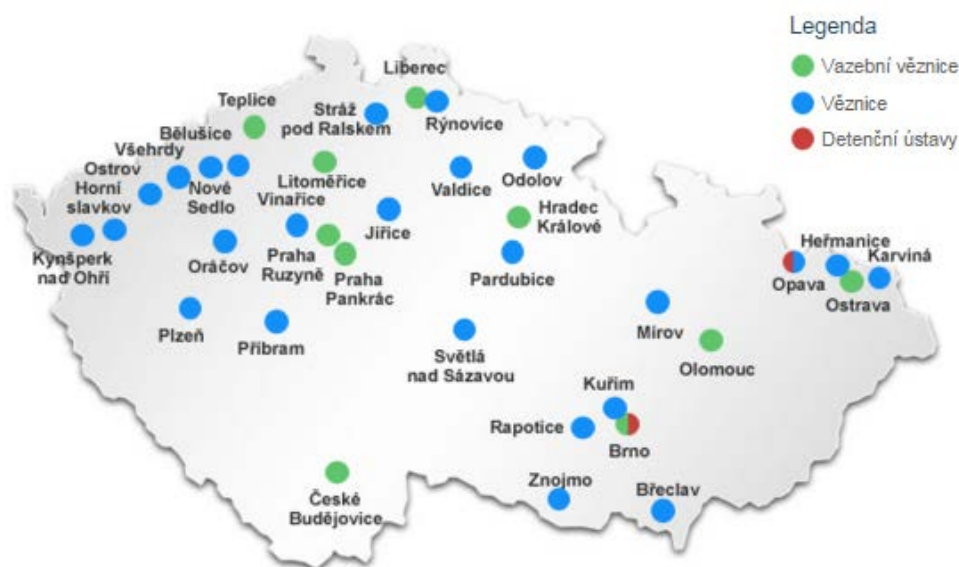 Legenda
Vazební věznice
Věznice
Detenční ústavy
Liberec
Teplice
Stráž
pod Ralskem
Rýnovice
Bělušice
Všehrdy
Ostrov
Horní
slavkov
Nové
Sedlo
Litoměřice
Vinařice
Valdice
Odolov
Hradec
Králové
Jiřice
Kynšperk
nad Ohří
Oráčov
Praha
Ruzyně
Praha
Pankrác
Pardubice
Heřmanice
Karviná
Opava
Ostrava
Plzeň
Příbram
Světlá
nad Sázavou
Mírov
Olomouc
Kuřim
Rapotice
Brno
Znojmo
Břeclav
České
Budějovice